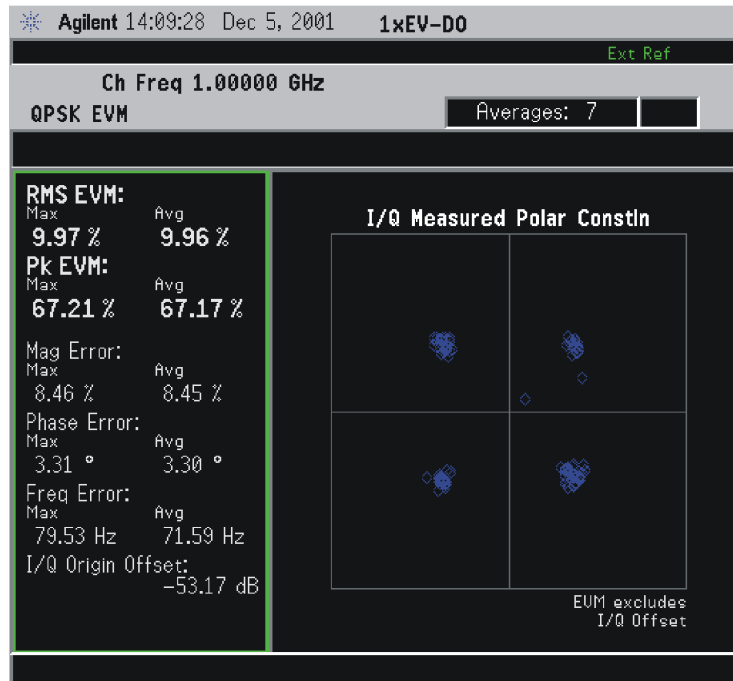 Agilent 14:09:28 Dec 5, 2001 1xEV-DO
Ext Ref
Ch Freq 1.00000 GHz
QPSK EVM
Averages: 7
RMS EVM:
Max Avg
9.97 % 9.96 %
Pk EVM:
Max Avg
67.21 % 67.17 %
Mag Error:
Max Avg
8.46 % 8.45 %
Phase Error:
Max Avg
3.31 ° 3.30 °
Freq Error:
Max Avg
79.53 Hz 71.59 Hz
I/Q Origin Offset:
-53.17 dB
I/Q Measured Polar Constln
EVM excludes
I/Q Offset